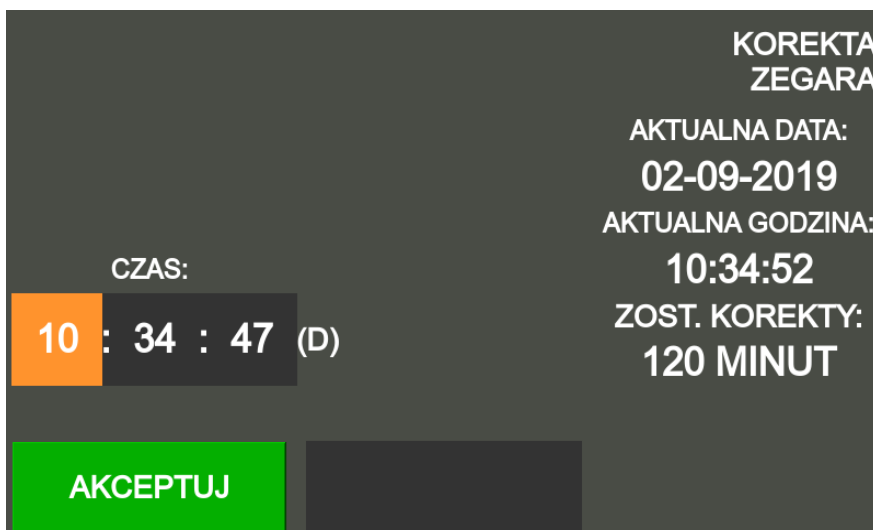 KOREKTA
ZEGARA
AKTUALNA DATA:
02-09-2019
AKTUALNA GODZINA:
10:34:52
ZOST. KOREKTY:
120 MINUT
CZAS:
10 : 34 : 47 (D)
AKCEPTUJ